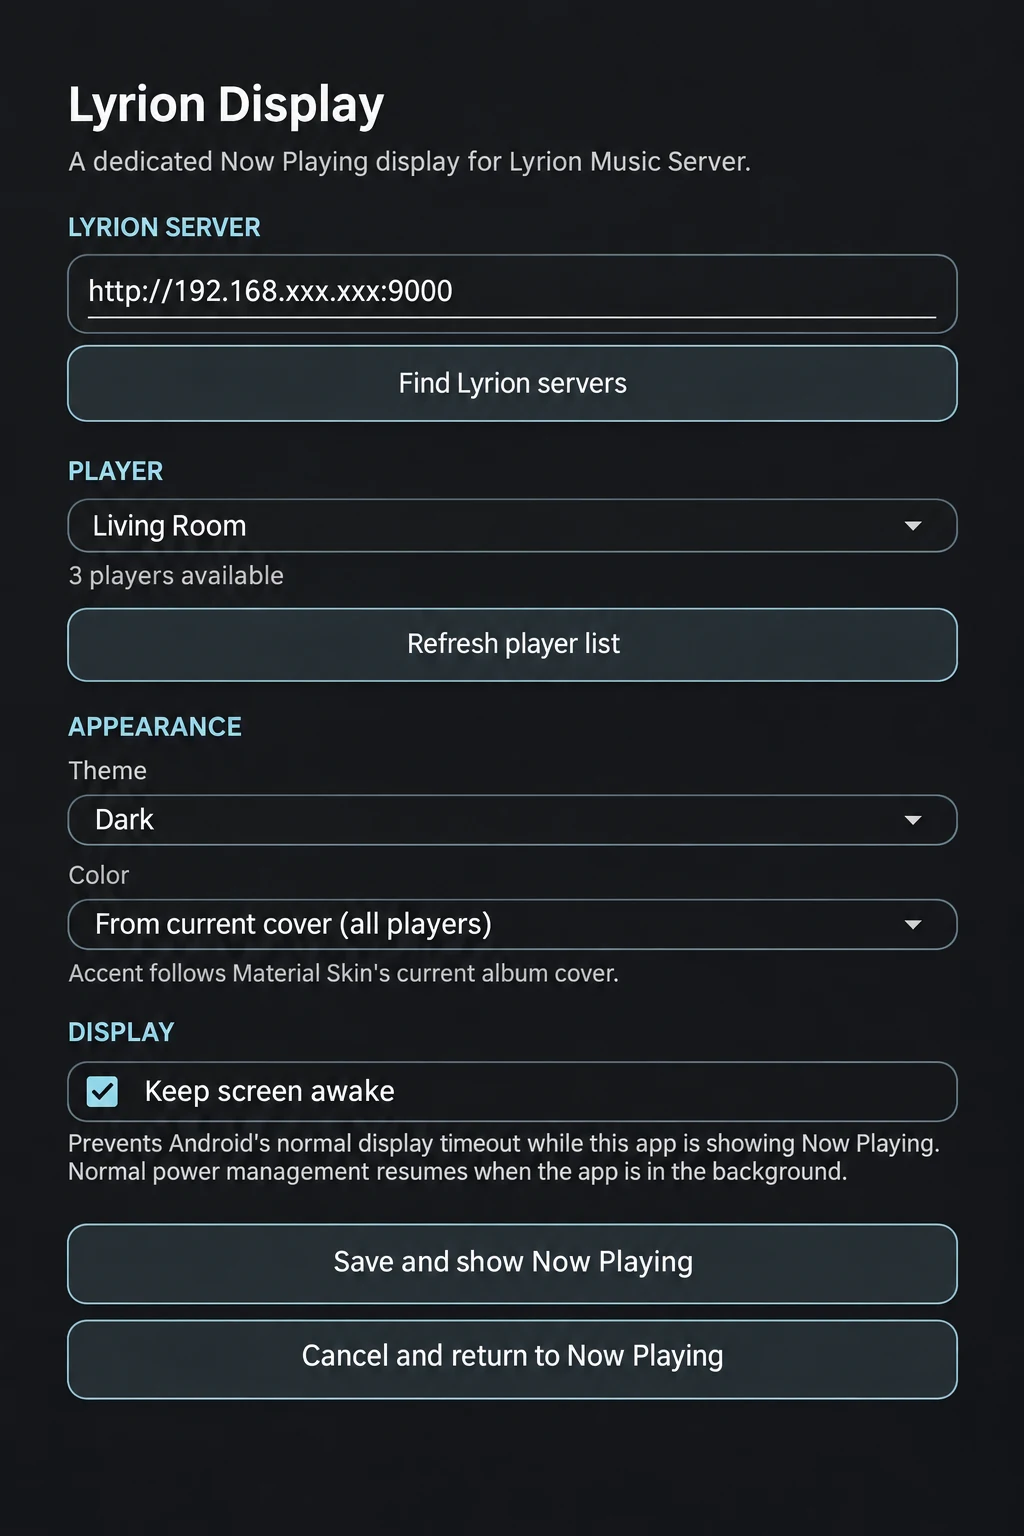 Lyrion Display
A dedicated Now Playing display for Lyrion Music Server.
LYRION SERVER
http://192.168.xxx.xxx:9000
Find Lyrion servers
PLAYER
Living Room
3 players available
Refresh player list
APPEARANCE
Theme
Dark
Color
From current cover (all players)
Accent follows Material Skin's current album cover.
DISPLAY
Keep screen awake
Prevents Android's normal display timeout while this app is showing Now Playing.
Normal power management resumes when the app is in the background.
Save and show Now Playing
Cancel and return to Now Playing